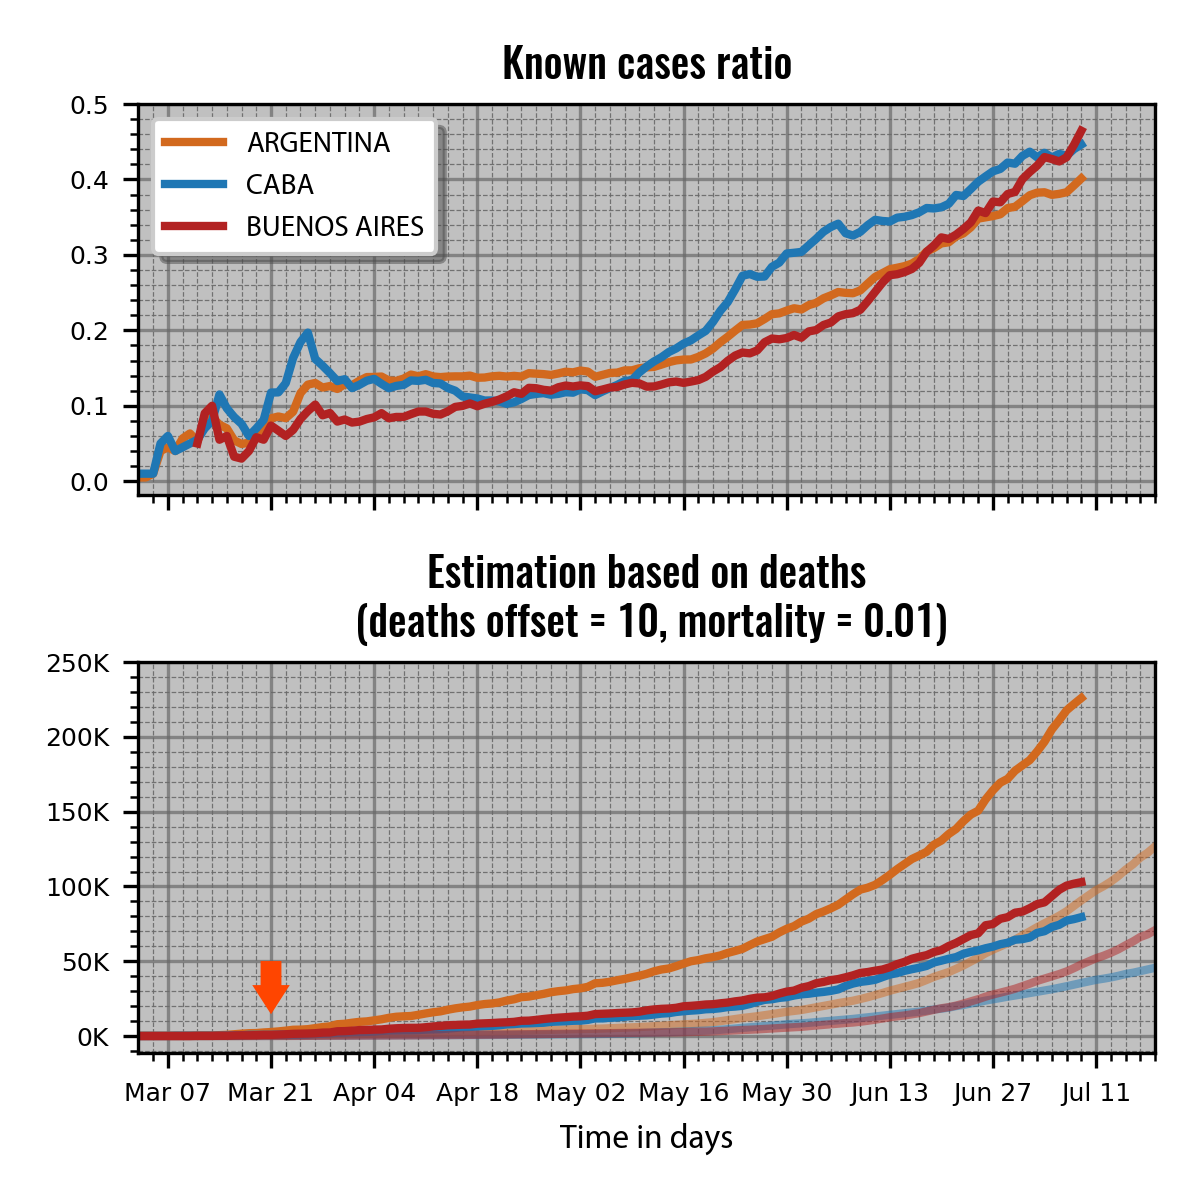 Known cases ratio
0.5
0.4
0.3
0.2
0.1
0.0
ARGENTINA
CABA
BUENOS AIRES
Estimation based on deaths
(deaths offset = 10, mortality = 0.01)
250K
200K
150K
100K
50K
0K
Mar 07 Mar 21 Apr 04 Apr 18 May 02 May 16 May 30 Jun 13 Jun 27 Jul 11
Time in days